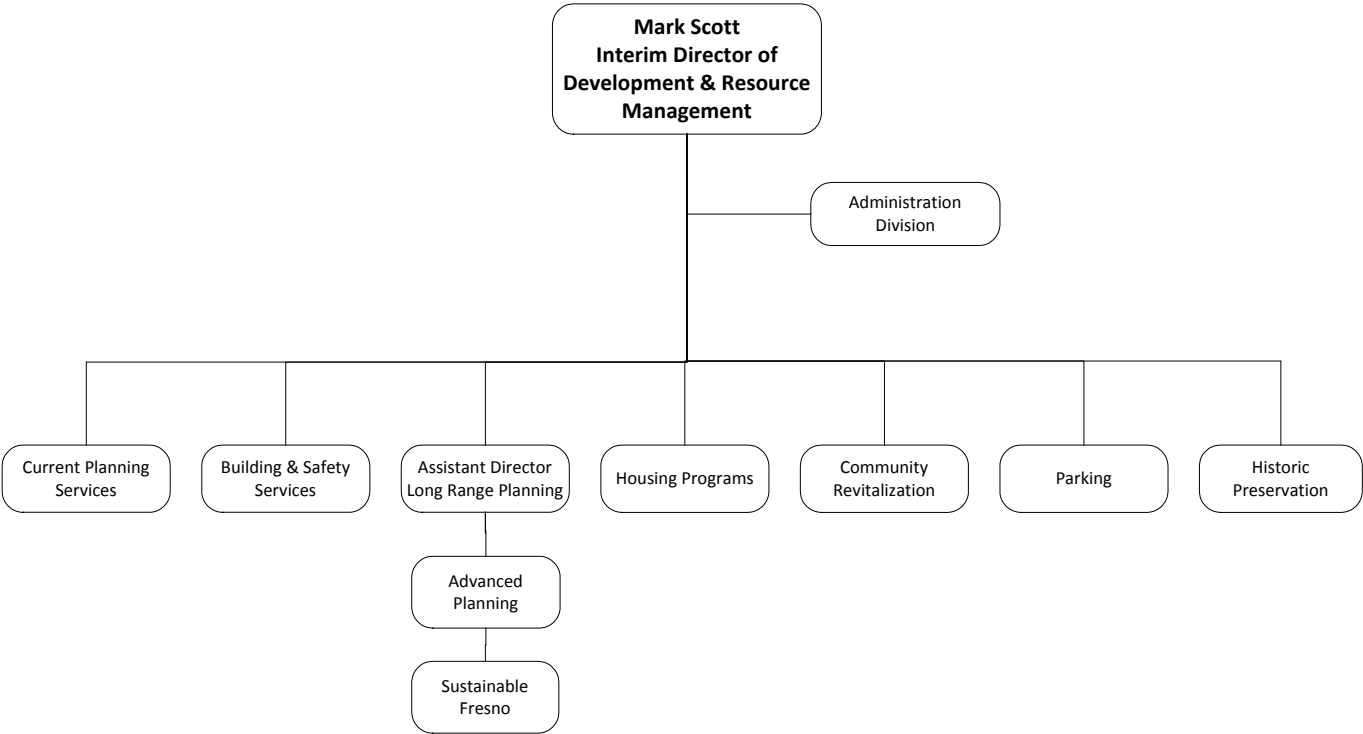 Mark Scott
Interim Director of
Development & Resource
Management
Administration
Division
Current Planning
Services
Building & Safety
Services
Assistant Director
Long Range Planning
Housing Programs
Community
Revitalization
Parking
Historic
Preservation
Advanced
Planning
Sustainable
Fresno